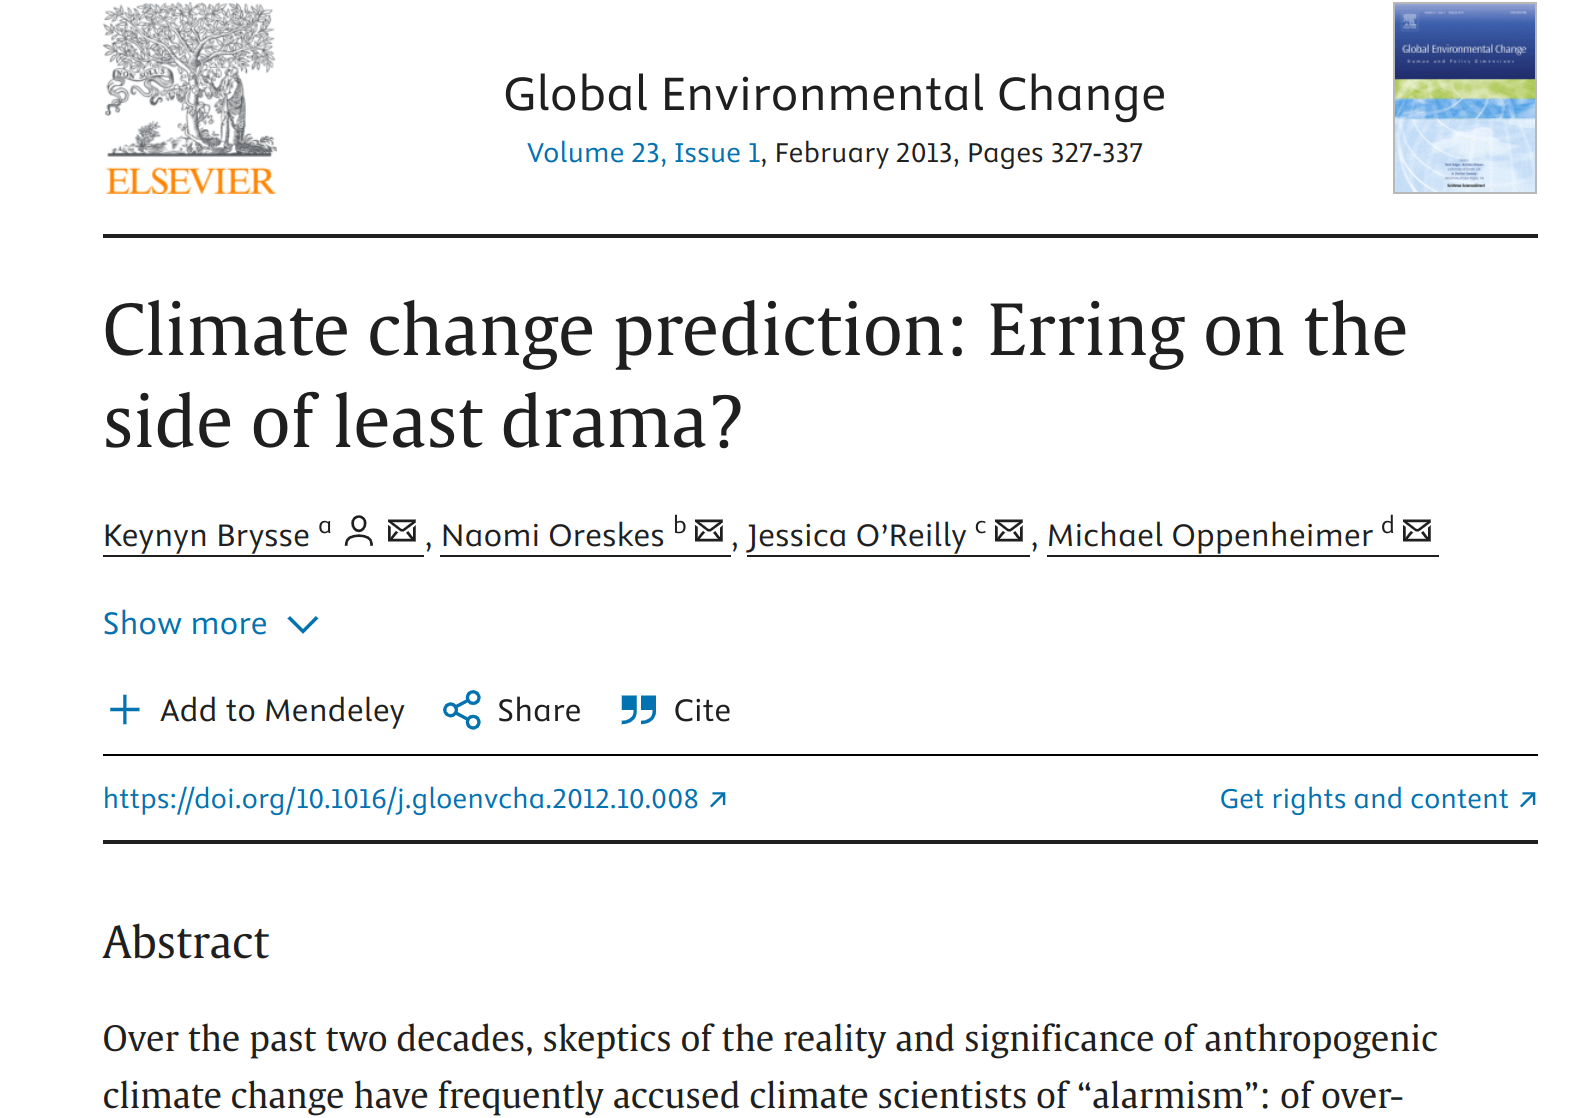 ELSEVIER
Global Environmental Change
Volume 23, Issue 1, February 2013, Pages 327-337
Global Environmental Change
Human and Policy Dimensions
Climate change prediction: Erring on the
side of least drama?
Keynyn Brysse a, Naomi Oreskes b, Jessica O’Reilly c, Michael Oppenheimer d
Show more
Add to Mendeley Share Cite
https://doi.org/10.1016/j.gloenvcha.2012.10.008
Get rights and content
Abstract
Over the past two decades, skeptics of the reality and significance of anthropogenic
climate change have frequently accused climate scientists of “alarmism”: of over-